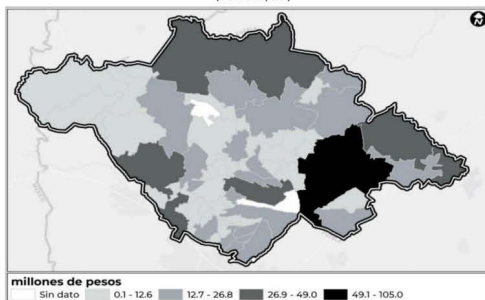 N
millones de pesos
Sin dato 0.1 - 12.6 12.7 - 26.8 26.9 - 49.0 49.1 - 105.0